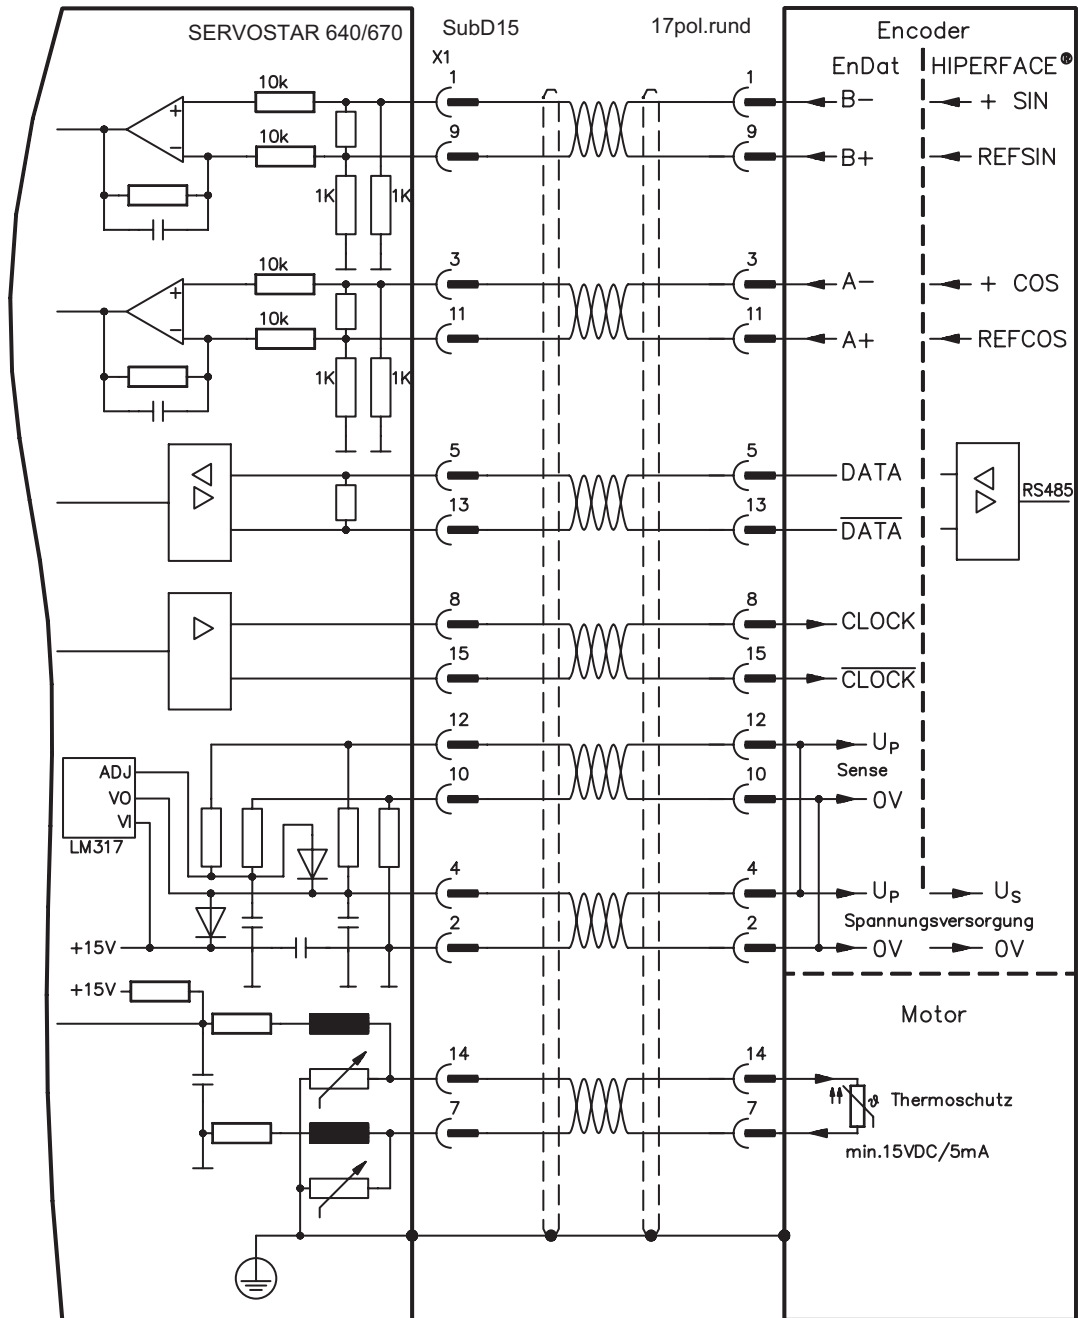 SERVOSTAR 640/670 SubD15 17pol.rund Encoder
X1 EnDat HIPERFACE®
10k 1 1 B- + SIN
10k 9 9 B+ REFSIN
1K 1K
10k 3 3 A- + COS
10k 11 11 A+ REFCOS
1K 1K
5 5 DATA
RS485
13 13 DATA
8 8 CLOCK
15 15 CLOCK
12 12 UP
ADJ Sense
VO 10 10 0V
VI
LM317
4 4 UP US
Spannungsversorgung
+15V 2 2 0V 0V
+15V
Motor
14 14
ϑ Thermoschutz
7 7
min.15VDC/5mA